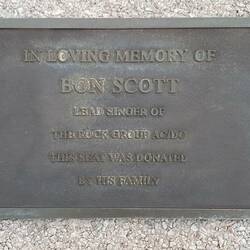 IN LOVING MEMORY OF
BON SCOTT
LEAD SINGER OF
THE ROCK GROUP AC/DC
THIS SEAT WAS DONATED
BY HIS FAMILY